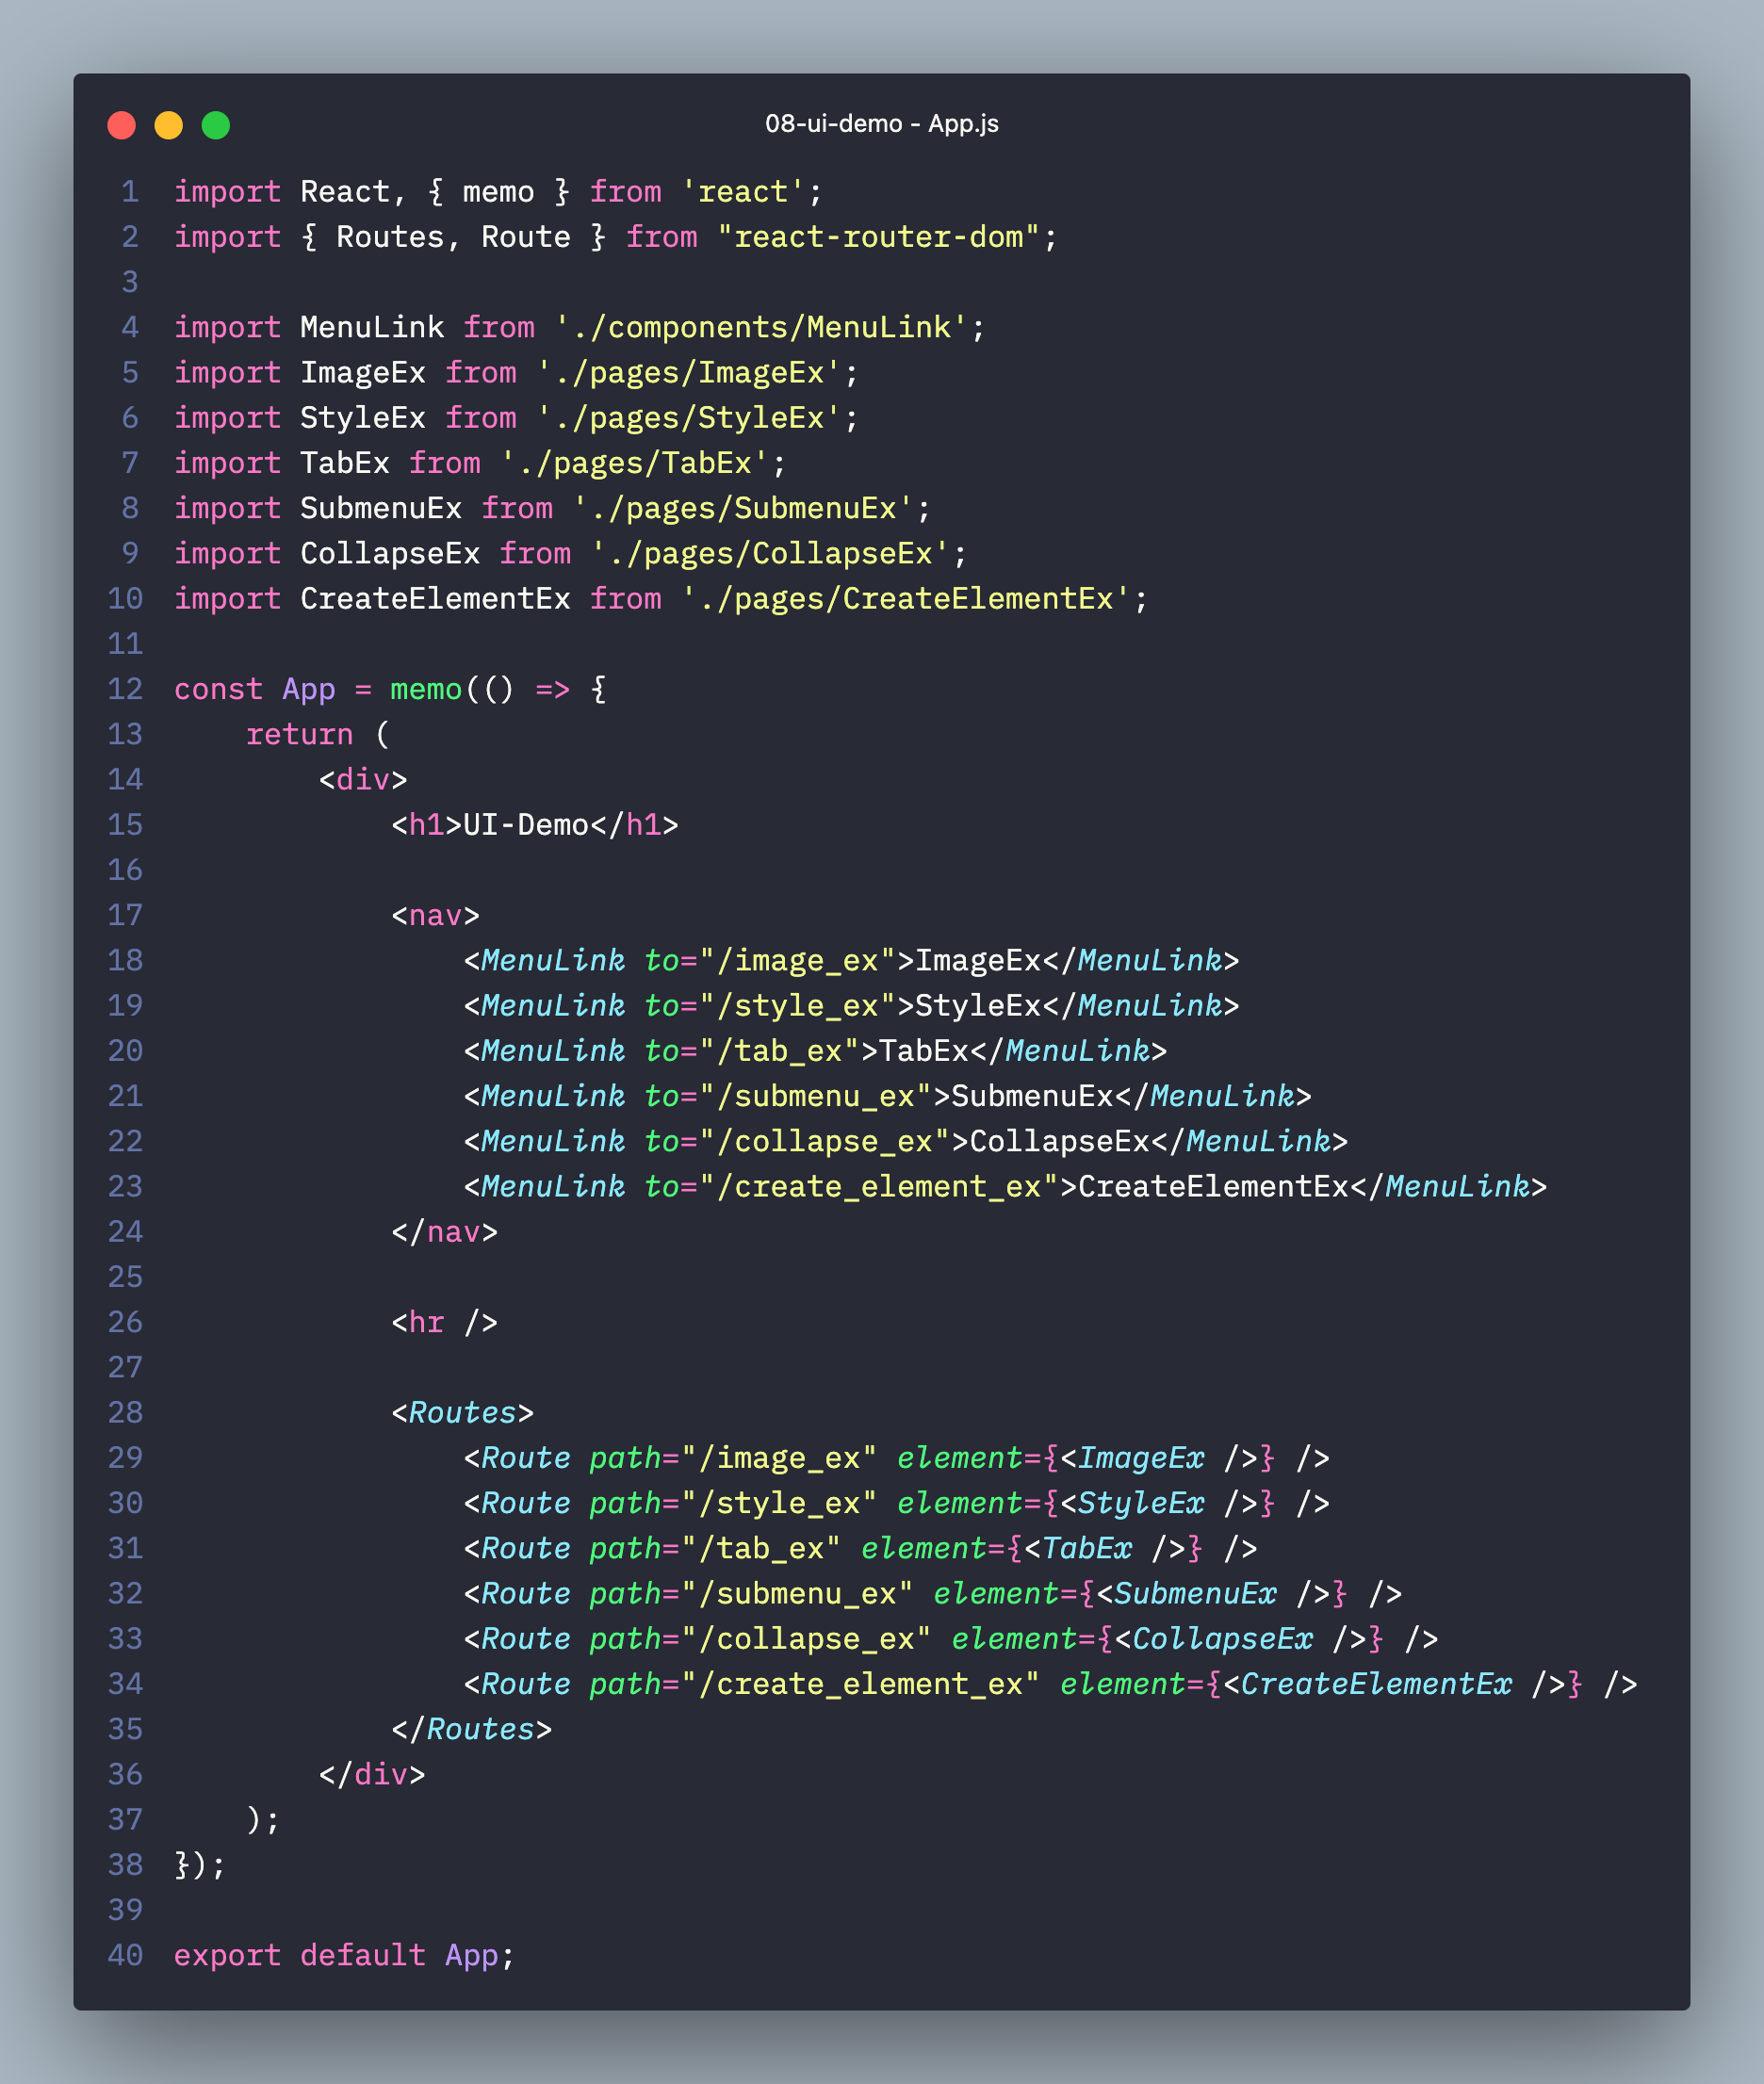 08-ui-demo - App.js
1 import React, { memo } from 'react';
2 import { Routes, Route } from "react-router-dom";
3
4 import MenuLink from './components/MenuLink';
5 import ImageEx from './pages/ImageEx';
6 import StyleEx from './pages/StyleEx';
7 import TabEx from './pages/TabEx';
8 import SubmenuEx from './pages/SubmenuEx';
9 import CollapseEx from './pages/CollapseEx';
10 import CreateElementEx from './pages/CreateElementEx';
11
12 const App = memo(() => {
13     return (
14         <div>
15             <h1>UI-Demo</h1>
16
17             <nav>
18                 <MenuLink to="/image_ex">ImageEx</MenuLink>
19                 <MenuLink to="/style_ex">StyleEx</MenuLink>
20                 <MenuLink to="/tab_ex">TabEx</MenuLink>
21                 <MenuLink to="/submenu_ex">SubmenuEx</MenuLink>
22                 <MenuLink to="/collapse_ex">CollapseEx</MenuLink>
23                 <MenuLink to="/create_element_ex">CreateElementEx</MenuLink>
24             </nav>
25
26             <hr />
27
28             <Routes>
29                 <Route path="/image_ex" element={<ImageEx />} />
30                 <Route path="/style_ex" element={<StyleEx />} />
31                 <Route path="/tab_ex" element={<TabEx />} />
32                 <Route path="/submenu_ex" element={<SubmenuEx />} />
33                 <Route path="/collapse_ex" element={<CollapseEx />} />
34                 <Route path="/create_element_ex" element={<CreateElementEx />} />
35             </Routes>
36         </div>
37     );
38 });
39
40 export default App;